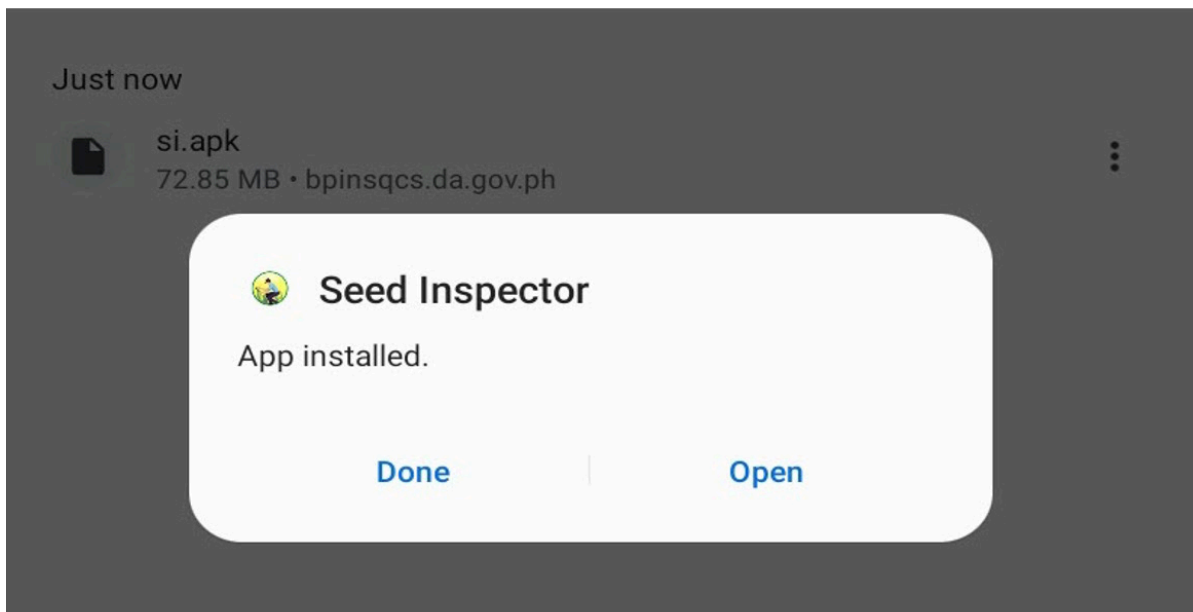 Just now
si.apk
72.85 MB • bpinsqcs.da.gov.ph
Seed Inspector
App installed.
Done
Open